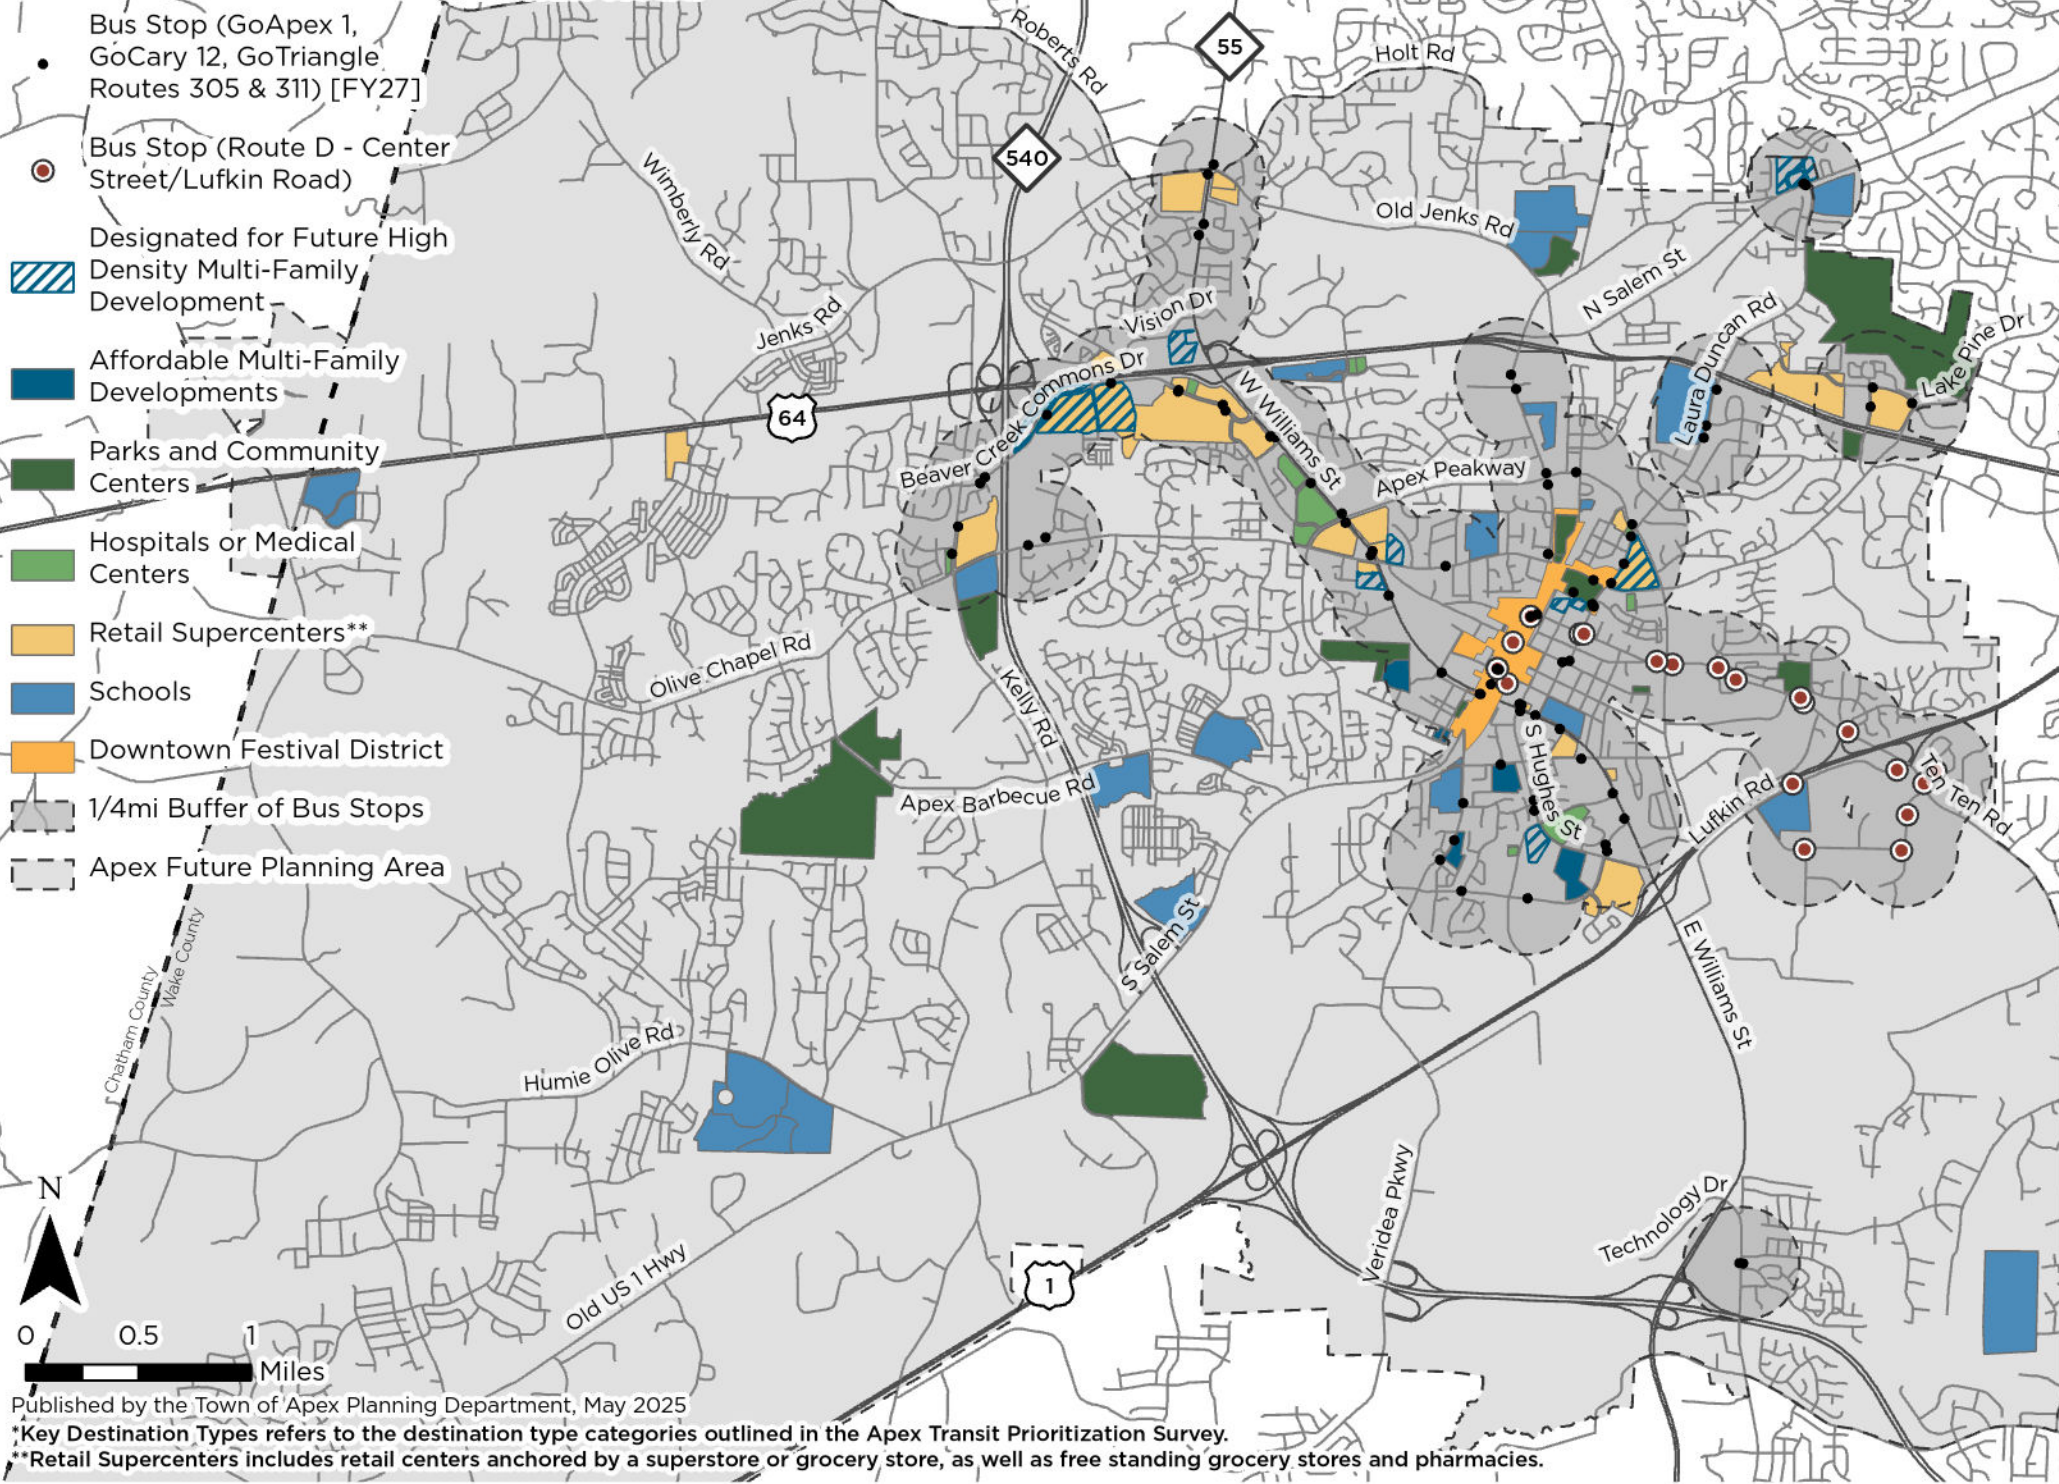 Bus Stop (GoApex 1,
GoCary 12, GoTriangle
Routes 305 & 311) [FY27]
Bus Stop (Route D - Center
Street/Lufkin Road)
Designated for Future High
Density Multi-Family
Development
Affordable Multi-Family
Developments
Parks and Community
Centers
Hospitals or Medical
Centers
Retail Supercenters**
Schools
Downtown Festival District
1/4mi Buffer of Bus Stops
Apex Future Planning Area
Roberts Rd
55
Holt Rd
540
Wimberly Rd
Old Jenks Rd
N Salem St
Vision Dr
Jenks Rd
Laura Duncan Rd
Lake Pine Dr
64
Beaver Creek Commons Dr
W Williams St
Apex Peakway
Olive Chapel Rd
Kelly Rd
S Hughes St
Apex Barbecue Rd
Lufkin Rd
Ten Ten Rd
S Salem St
E Williams St
Chatham County
Wake County
Humie Olive Rd
Veridea Pkwy
Technology Dr
Old US 1 Hwy
1
N
0 0.5 1
Miles
Published by the Town of Apex Planning Department, May 2025
*Key Destination Types refers to the destination type categories outlined in the Apex Transit Prioritization Survey.
**Retail Supercenters includes retail centers anchored by a superstore or grocery store, as well as free standing grocery stores and pharmacies.